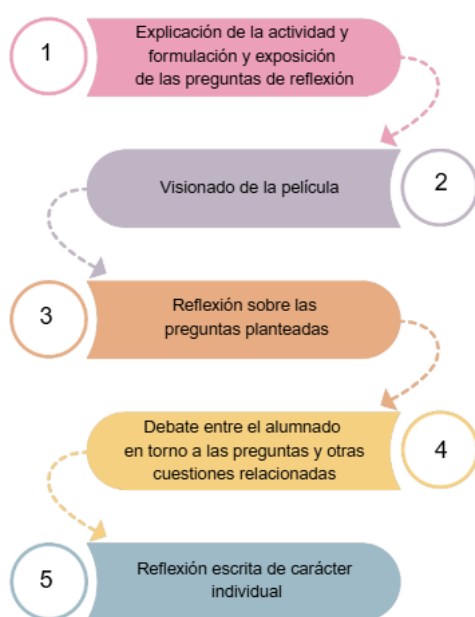 1
Explicación de la actividad y
formulación y exposición
de las preguntas de reflexión
Visionado de la película
2
3
Reflexión sobre las
preguntas planteadas
Debate entre el alumnado
en torno a las preguntas y otras
cuestiones relacionadas
4
5
Reflexión escrita de carácter
individual